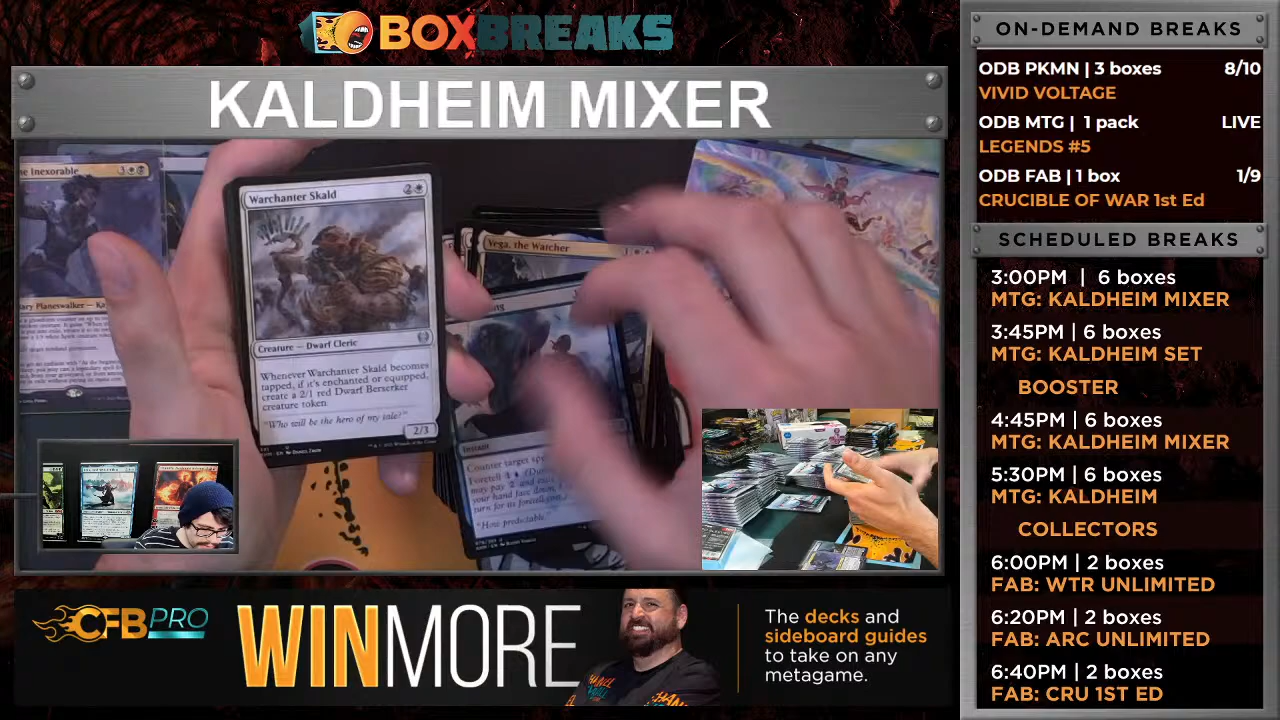 BOXBREAKS
KALDHEIM MIXER
Inexorable
Warchanter Skald
2
Creature — Dwarf Cleric
Whenever Warchanter Skald becomes
tapped, if it's enchanted or equipped,
create a 2/1 red Dwarf Berserker
creature token.
"Who will be the hero of my tale?"
2/3
Vega, the Watcher
Instant
Counter target
Foretell
"How predictable."
CFB PRO
WINMORE
The decks and
sideboard guides
to take on any
metagame.
ON-DEMAND BREAKS
ODB PKMN | 3 boxes 8/10
VIVID VOLTAGE
ODB MTG | 1 pack LIVE
LEGENDS #5
ODB FAB | 1 box 1/9
CRUCIBLE OF WAR 1st Ed
SCHEDULED BREAKS
3:00PM | 6 boxes
MTG: KALDHEIM MIXER
3:45PM | 6 boxes
MTG: KALDHEIM SET
BOOSTER
4:45PM | 6 boxes
MTG: KALDHEIM MIXER
5:30PM | 6 boxes
MTG: KALDHEIM
COLLECTORS
6:00PM | 2 boxes
FAB: WTR UNLIMITED
6:20PM | 2 boxes
FAB: ARC UNLIMITED
6:40PM | 2 boxes
FAB: CRU 1ST ED